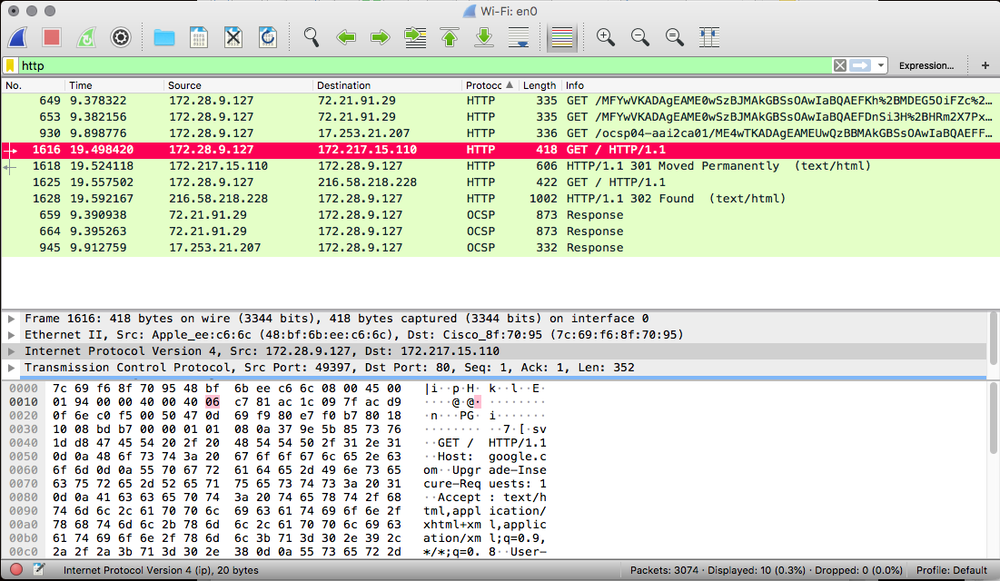 Wi-Fi: en0
http Expression... +
No. Time Source Destination Protocc Length Info
649 9.378322 172.28.9.127 72.21.91.29 HTTP 335 GET /MFYwVKADAgEAME0wSzBJMAkGBSsOAwIaBQAEFKh%2BMDEG5OiFZc%2…
653 9.382156 172.28.9.127 72.21.91.29 HTTP 335 GET /MFYwVKADAgEAME0wSzBJMAkGBSsOAwIaBQAEFDnSi3H%2BHRm2X7Px…
930 9.898776 172.28.9.127 17.253.21.207 HTTP 336 GET /ocsp04-aai2ca01/ME4wTKADAgEAMEUwQzBBMAkGBSsOAwIaBQAEFF…
1616 19.498420 172.28.9.127 172.217.15.110 HTTP 418 GET / HTTP/1.1
1618 19.524118 172.217.15.110 172.28.9.127 HTTP 606 HTTP/1.1 301 Moved Permanently (text/html)
1625 19.557502 172.28.9.127 216.58.218.228 HTTP 422 GET / HTTP/1.1
1628 19.592167 216.58.218.228 172.28.9.127 HTTP 1002 HTTP/1.1 302 Found (text/html)
659 9.390938 72.21.91.29 172.28.9.127 OCSP 873 Response
664 9.395263 72.21.91.29 172.28.9.127 OCSP 873 Response
945 9.912759 17.253.21.207 172.28.9.127 OCSP 332 Response
Frame 1616: 418 bytes on wire (3344 bits), 418 bytes captured (3344 bits) on interface 0
Ethernet II, Src: Apple_ee:c6:6c (48:bf:6b:ee:c6:6c), Dst: Cisco_8f:70:95 (7c:69:f6:8f:70:95)
Internet Protocol Version 4, Src: 172.28.9.127, Dst: 172.217.15.110
Transmission Control Protocol, Src Port: 49397, Dst Port: 80, Seq: 1, Ack: 1, Len: 352
0000 7c 69 f6 8f 70 95 48 bf 6b ee c6 6c 08 00 45 00 |i··p·H· k··l··E·
0010 01 94 00 00 40 00 40 06 c7 81 ac 1c 09 7f ac d9 ····@·@· ········
0020 0f 6e c0 f5 00 50 47 0d 69 f9 80 e7 f0 b7 80 18 ·n···PG· i·······
0030 10 08 bd b7 00 00 01 01 08 0a 37 9e 5b 85 73 76 ········ ··7·[·sv
0040 1d d8 47 45 54 20 2f 20 48 54 54 50 2f 31 2e 31 ··GET / HTTP/1.1
0050 0d 0a 48 6f 73 74 3a 20 67 6f 6f 67 6c 65 2e 63 ··Host: google.c
0060 6f 6d 0d 0a 55 70 67 72 61 64 65 2d 49 6e 73 65 om··Upgr ade-Inse
0070 63 75 72 65 2d 52 65 71 75 65 73 74 73 3a 20 31 cure-Req uests: 1
0080 0d 0a 41 63 63 65 70 74 3a 20 74 65 78 74 2f 68 ··Accept : text/h
0090 74 6d 6c 2c 61 70 70 6c 69 63 61 74 69 6f 6e 2f tml,appl ication/
00a0 78 68 74 6d 6c 2b 78 6d 6c 2c 61 70 70 6c 69 63 xhtml+xm l,applic
00b0 61 74 69 6f 6e 2f 78 6d 6c 3b 71 3d 30 2e 39 2c ation/xm l;q=0.9,
00c0 2a 2f 2a 3b 71 3d 30 2e 38 0d 0a 55 73 65 72 2d */*;q=0. 8··User-
Internet Protocol Version 4 (ip), 20 bytes Packets: 3074 · Displayed: 10 (0.3%) · Dropped: 0 (0.0%) Profile: Default